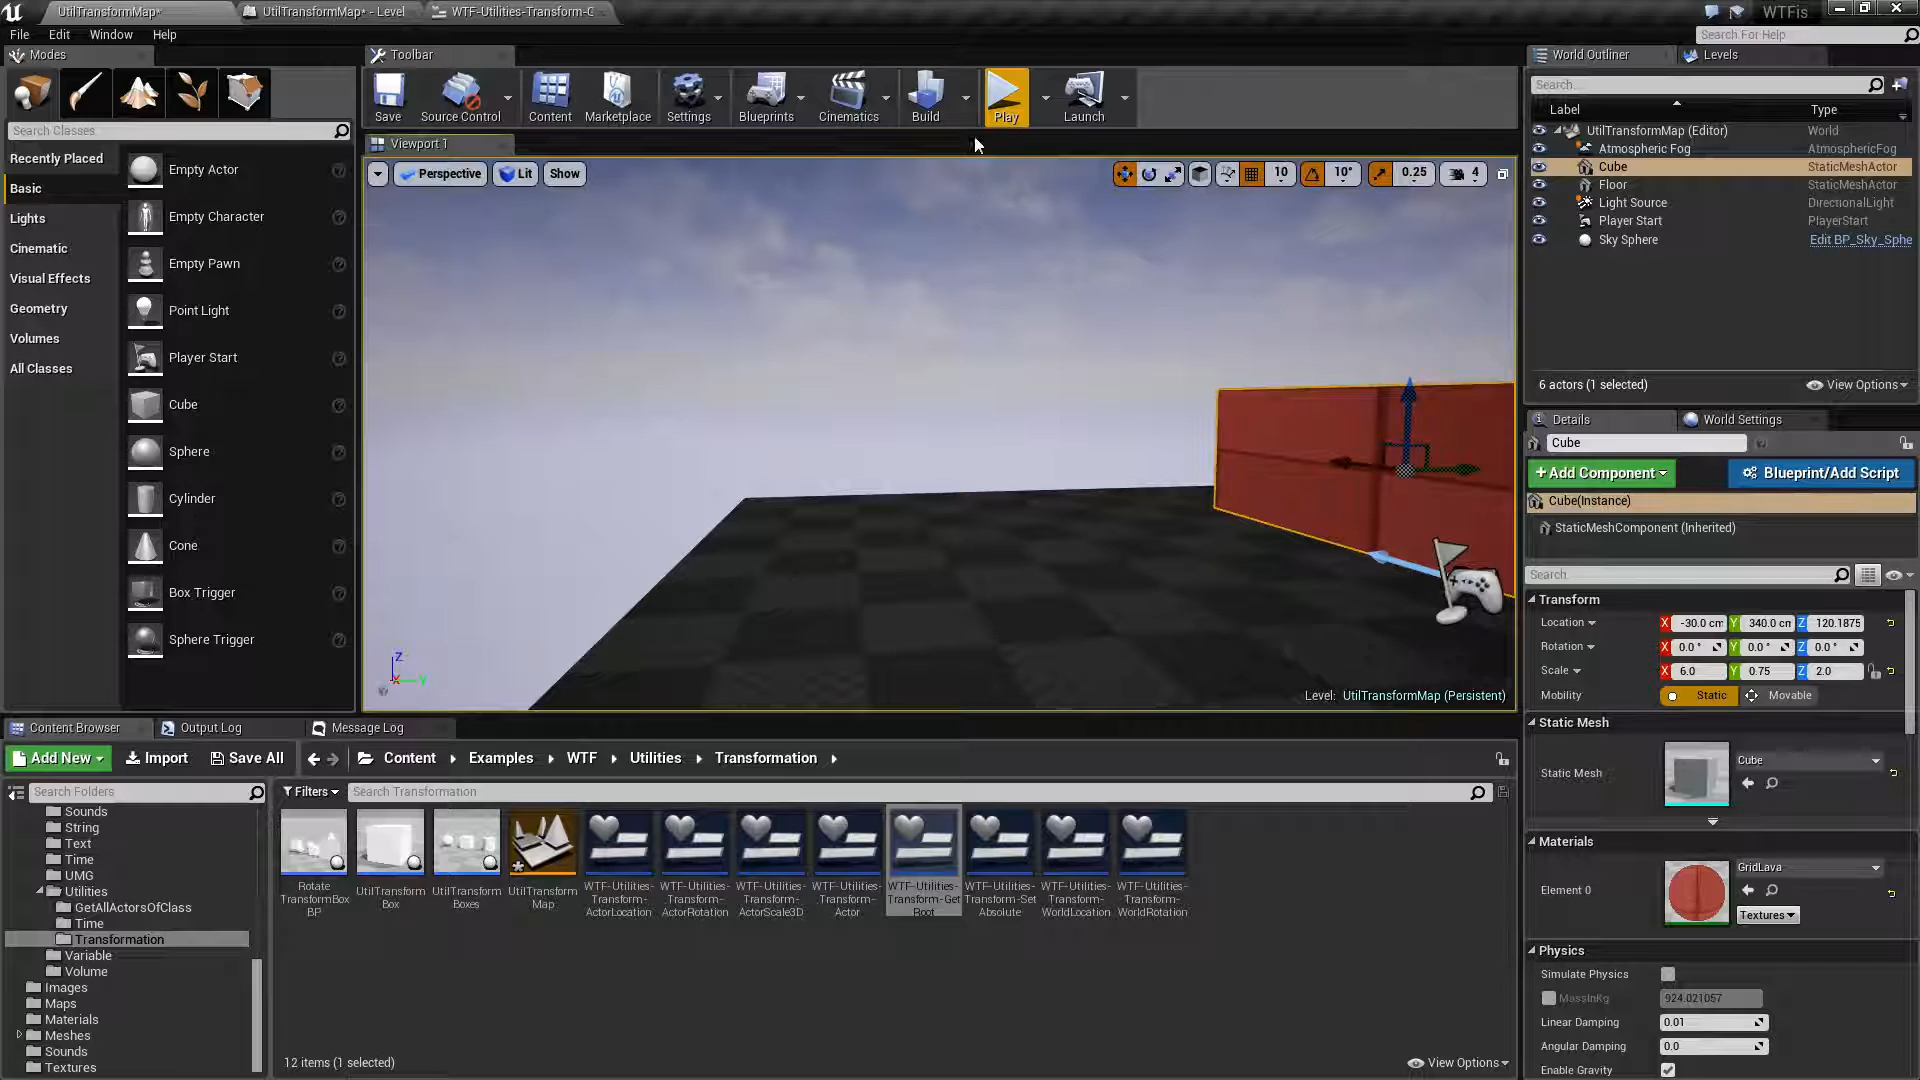 UtilTransformMap*
UtilTransformMap* - Level
WTF-Utilities-Transform-G
WTFis
File
Edit
Window
Help
Search For Help
Modes
Toolbar
World Outliner
Levels
Save
Source Control
Content
Marketplace
Settings
Blueprints
Cinematics
Build
Play
Launch
Search...
Label
Type
Search Classes
Viewport 1
UtilTransformMap (Editor)
World
Atmospheric Fog
AtmosphericFog
Cube
StaticMeshActor
Floor
StaticMeshActor
Light Source
DirectionalLight
Player Start
PlayerStart
Sky Sphere
Edit BP_Sky_Sphe
Perspective
Lit
Show
10
10°
0.25
4
Recently Placed
Basic
Lights
Cinematic
Visual Effects
Geometry
Volumes
All Classes
Empty Actor
Empty Character
Empty Pawn
Point Light
Player Start
Cube
Sphere
Cylinder
Cone
Box Trigger
Sphere Trigger
6 actors (1 selected)
View Options
Details
World Settings
Cube
+ Add Component
Blueprint/Add Script
Cube(Instance)
StaticMeshComponent (Inherited)
Search
Z
X
Y
Level: UtilTransformMap (Persistent)
Transform
Location
X -30.0 cm Y 340.0 cm Z 120.1875
Rotation
X 0.0 ° Y 0.0 ° Z 0.0 °
Scale
X 6.0 Y 0.75 Z 2.0
Mobility
Static
Movable
Static Mesh
Static Mesh
Cube
Materials
Element 0
GridLava
Textures
Physics
Simulate Physics
MassInKg
924.021057
Linear Damping
0.01
Angular Damping
0.0
Enable Gravity
Content Browser
Output Log
Message Log
Add New
Import
Save All
Content
Examples
WTF
Utilities
Transformation
Search Folders
Filters
Search Transformation
Sounds
String
Text
Time
UMG
Utilities
GetAllActorsOfClass
Time
Transformation
Variable
Volume
Images
Maps
Materials
Meshes
Sounds
Textures
Rotate
TransformBox
BP
UtilTransform
Box
UtilTransform
Boxes
UtilTransform
Map
WTF-Utilities-
Transform-
ActorLocation
WTF-Utilities-
Transform-
ActorRotation
WTF-Utilities-
Transform-
ActorScale3D
WTF-Utilities-
Transform-
Actor
WTF-Utilities-
Transform-Get
Root
WTF-Utilities-
Transform-Set
Absolute
WTF-Utilities-
Transform-
WorldLocation
WTF-Utilities-
Transform-
WorldRotation
12 items (1 selected)
View Options